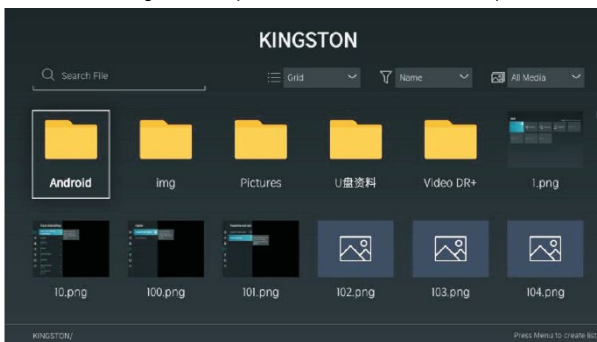 KINGSTON
Search File
Grid
Name
All Media
Android
img
Pictures
U盘资料
Video DR+
1.png
10.png
100.png
101.png
102.png
103.png
104.png
KINGSTON/
Press Menu to create list